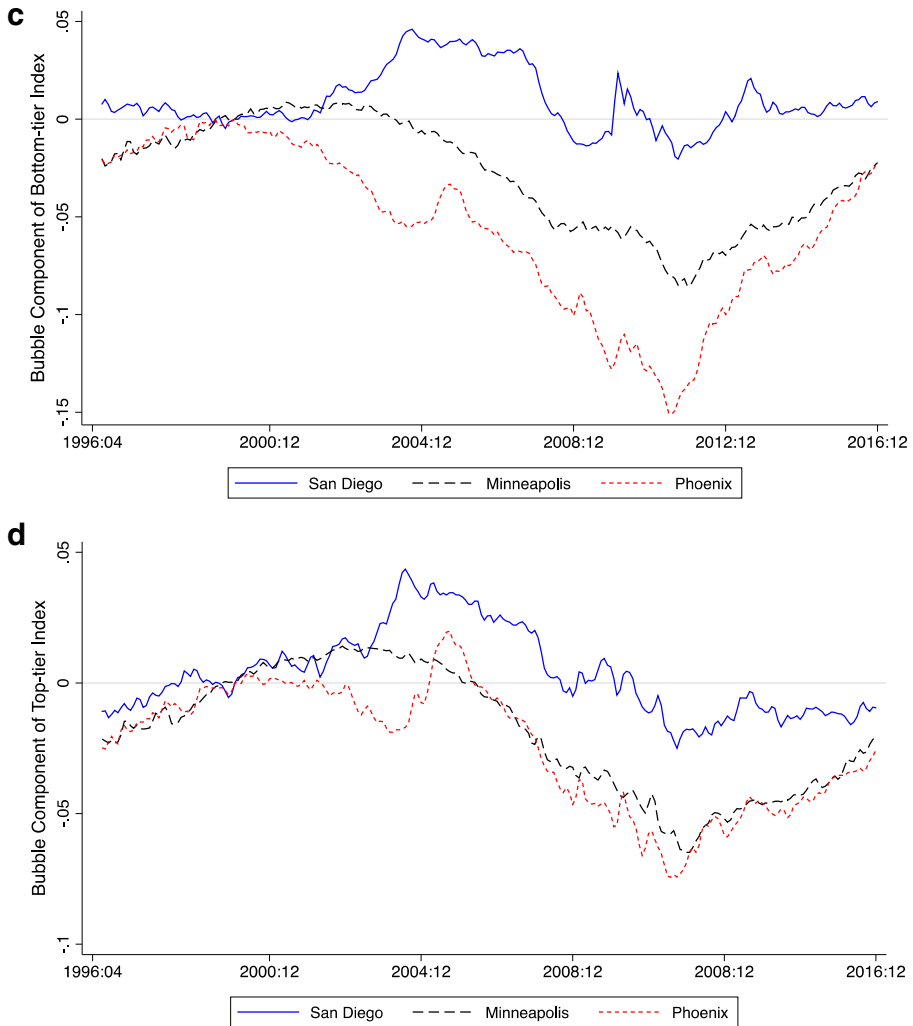 c
Bubble Component of Bottom-tier Index
.05
0
-.05
-.1
-.15
1996:04 2000:12 2004:12 2008:12 2012:12 2016:12
San Diego Minneapolis Phoenix
d
Bubble Component of Top-tier Index
.05
0
-.05
-.1
1996:04 2000:12 2004:12 2008:12 2008:12 2016:12
San Diego Minneapolis Phoenix